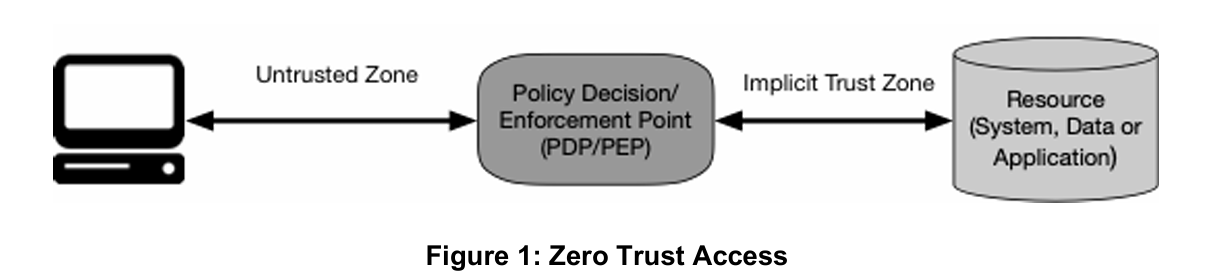 Untrusted Zone
Policy Decision/
Enforcement Point
(PDP/PEP)
Implicit Trust Zone
Resource
(System, Data or
Application)
Figure 1: Zero Trust Access